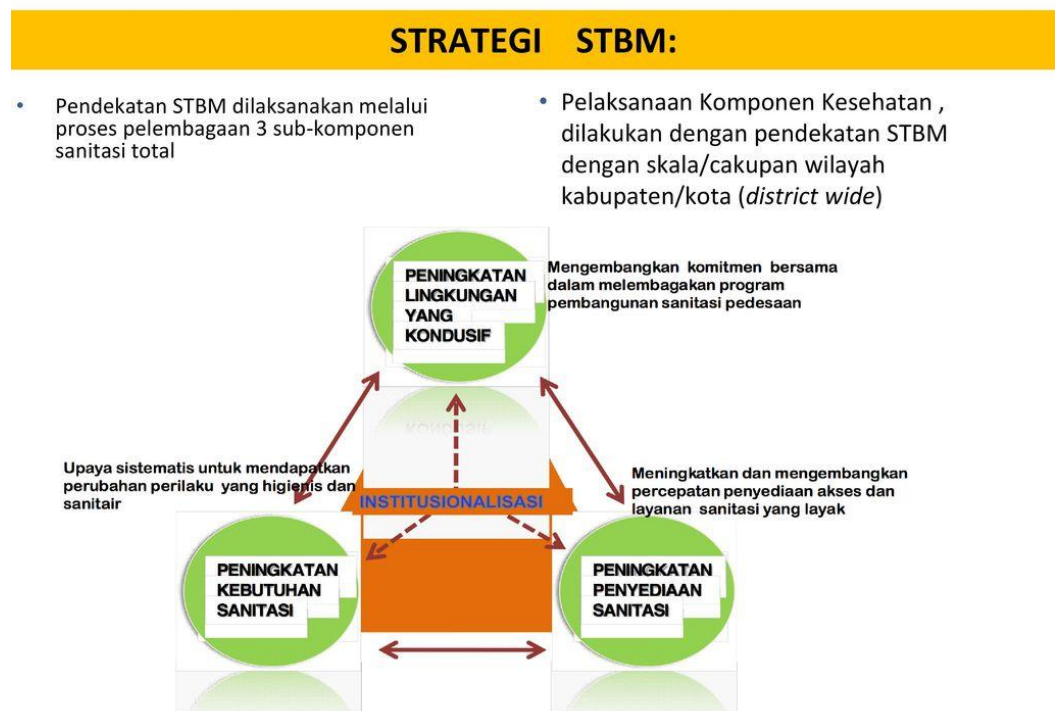 STRATEGI STBM:
• Pendekatan STBM dilaksanakan melalui
proses pelembagaan 3 sub-komponen
sanitasi total
• Pelaksanaan Komponen Kesehatan ,
dilakukan dengan pendekatan STBM
dengan skala/cakupan wilayah
kabupaten/kota (district wide)
PENINGKATAN
LINGKUNGAN
YANG
KONDUSIF
Mengembangkan komitmen bersama
dalam melembagakan program
pembangunan sanitasi pedesaan
Upaya sistematis untuk mendapatkan
perubahan perilaku yang higienis dan
sanitair
INSTITUSIONALISASI
Meningkatkan dan mengembangkan
percepatan penyediaan akses dan
layanan sanitasi yang layak
PENINGKATAN
KEBUTUHAN
SANITASI
PENINGKATAN
PENYEDIAAN
SANITASI